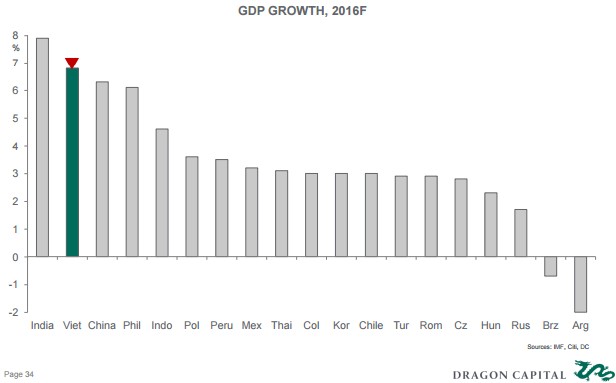 GDP GROWTH, 2016F
8
%
7
6
5
4
3
2
1
0
-1
-2
India Viet China Phil Indo Pol Peru Mex Thai Col Kor Chile Tur Rom Cz Hun Rus Brz Arg
Sources: IMF, Citi, DC
Page 34
DRAGON CAPITAL